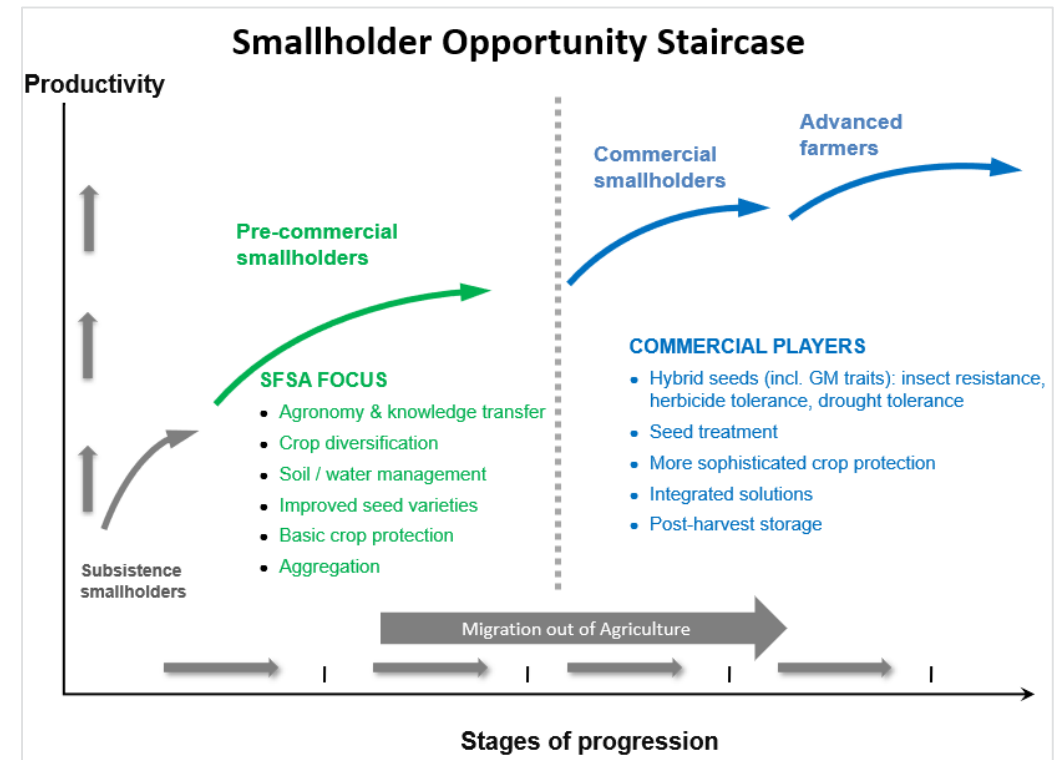 Smallholder Opportunity Staircase
Productivity
Advanced
farmers
Commercial
smallholders
Pre-commercial
smallholders
COMMERCIAL PLAYERS
• Hybrid seeds (incl. GM traits): insect resistance,
herbicide tolerance, drought tolerance
• Seed treatment
• More sophisticated crop protection
• Integrated solutions
• Post-harvest storage
SFSA FOCUS
• Agronomy & knowledge transfer
• Crop diversification
• Soil / water management
• Improved seed varieties
• Basic crop protection
• Aggregation
Subsistence
smallholders
Migration out of Agriculture
Stages of progression